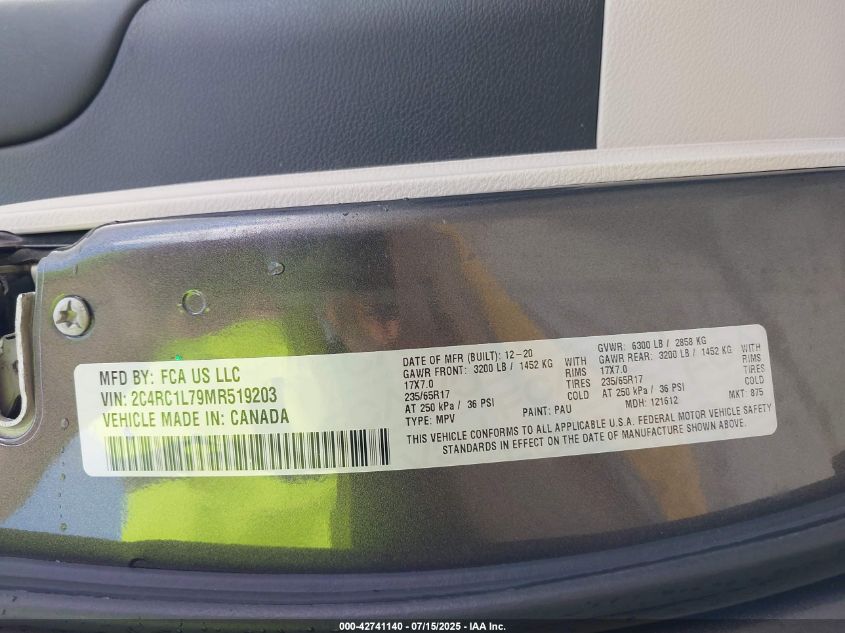 MFD BY: FCA US LLC
VIN: 2C4RC1L79MR519203
VEHICLE MADE IN: CANADA
DATE OF MFR (BUILT): 12-20
GAWR FRONT: 3200 LB / 1452 KG WITH
17X7.0 RIMS
235/65R17 TIRES
AT 250 kPa / 36 PSI COLD
TYPE: MPV PAINT: PAU
GVWR: 6300 LB / 2858 KG
GAWR REAR: 3200 LB / 1452 KG WITH
17X7.0 RIMS
235/65R17 TIRES
AT 250 kPa / 36 PSI COLD
MDH: 121612 MKT: 875
THIS VEHICLE CONFORMS TO ALL APPLICABLE U.S.A. FEDERAL MOTOR VEHICLE SAFETY
STANDARDS IN EFFECT ON THE DATE OF MANUFACTURE SHOWN ABOVE.
000-42741140 - 07/15/2025 - IAA Inc.